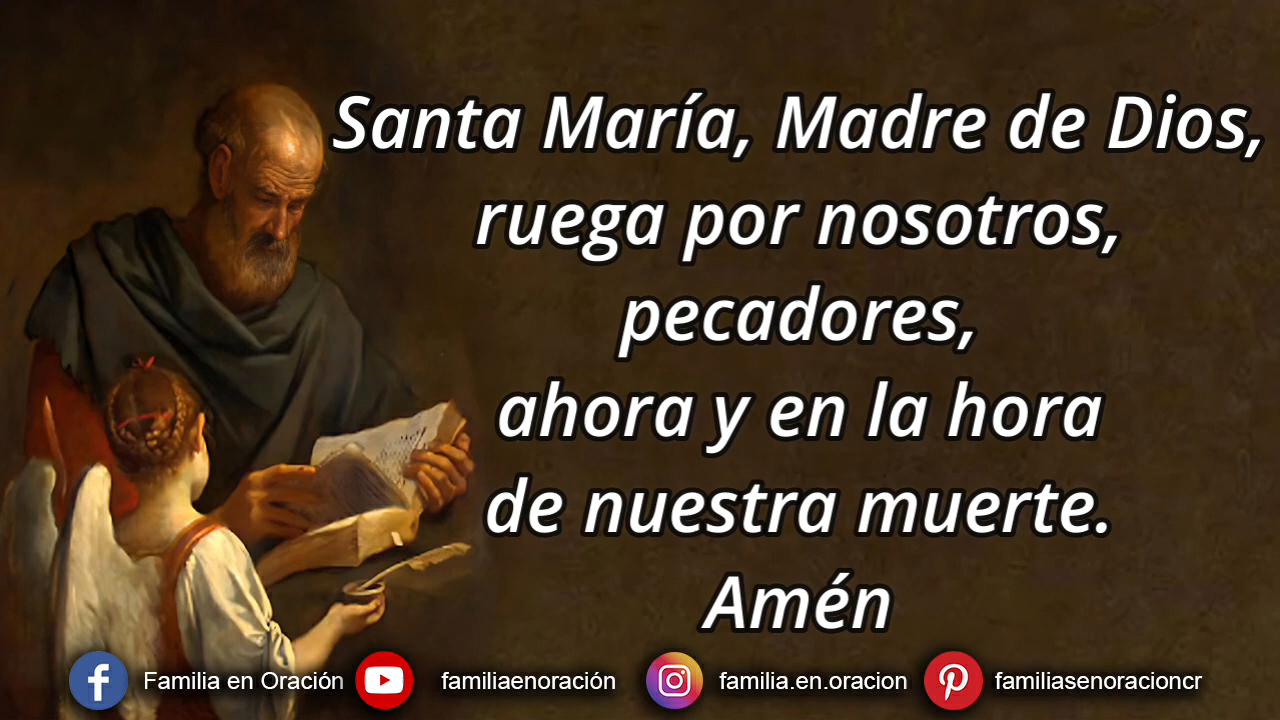 Santa María, Madre de Dios,
ruega por nosotros,
pecadores,
ahora y en la hora
de nuestra muerte.
Amén
Familia en Oración familiaenoración familia.en.oracion familiasenoracioncr